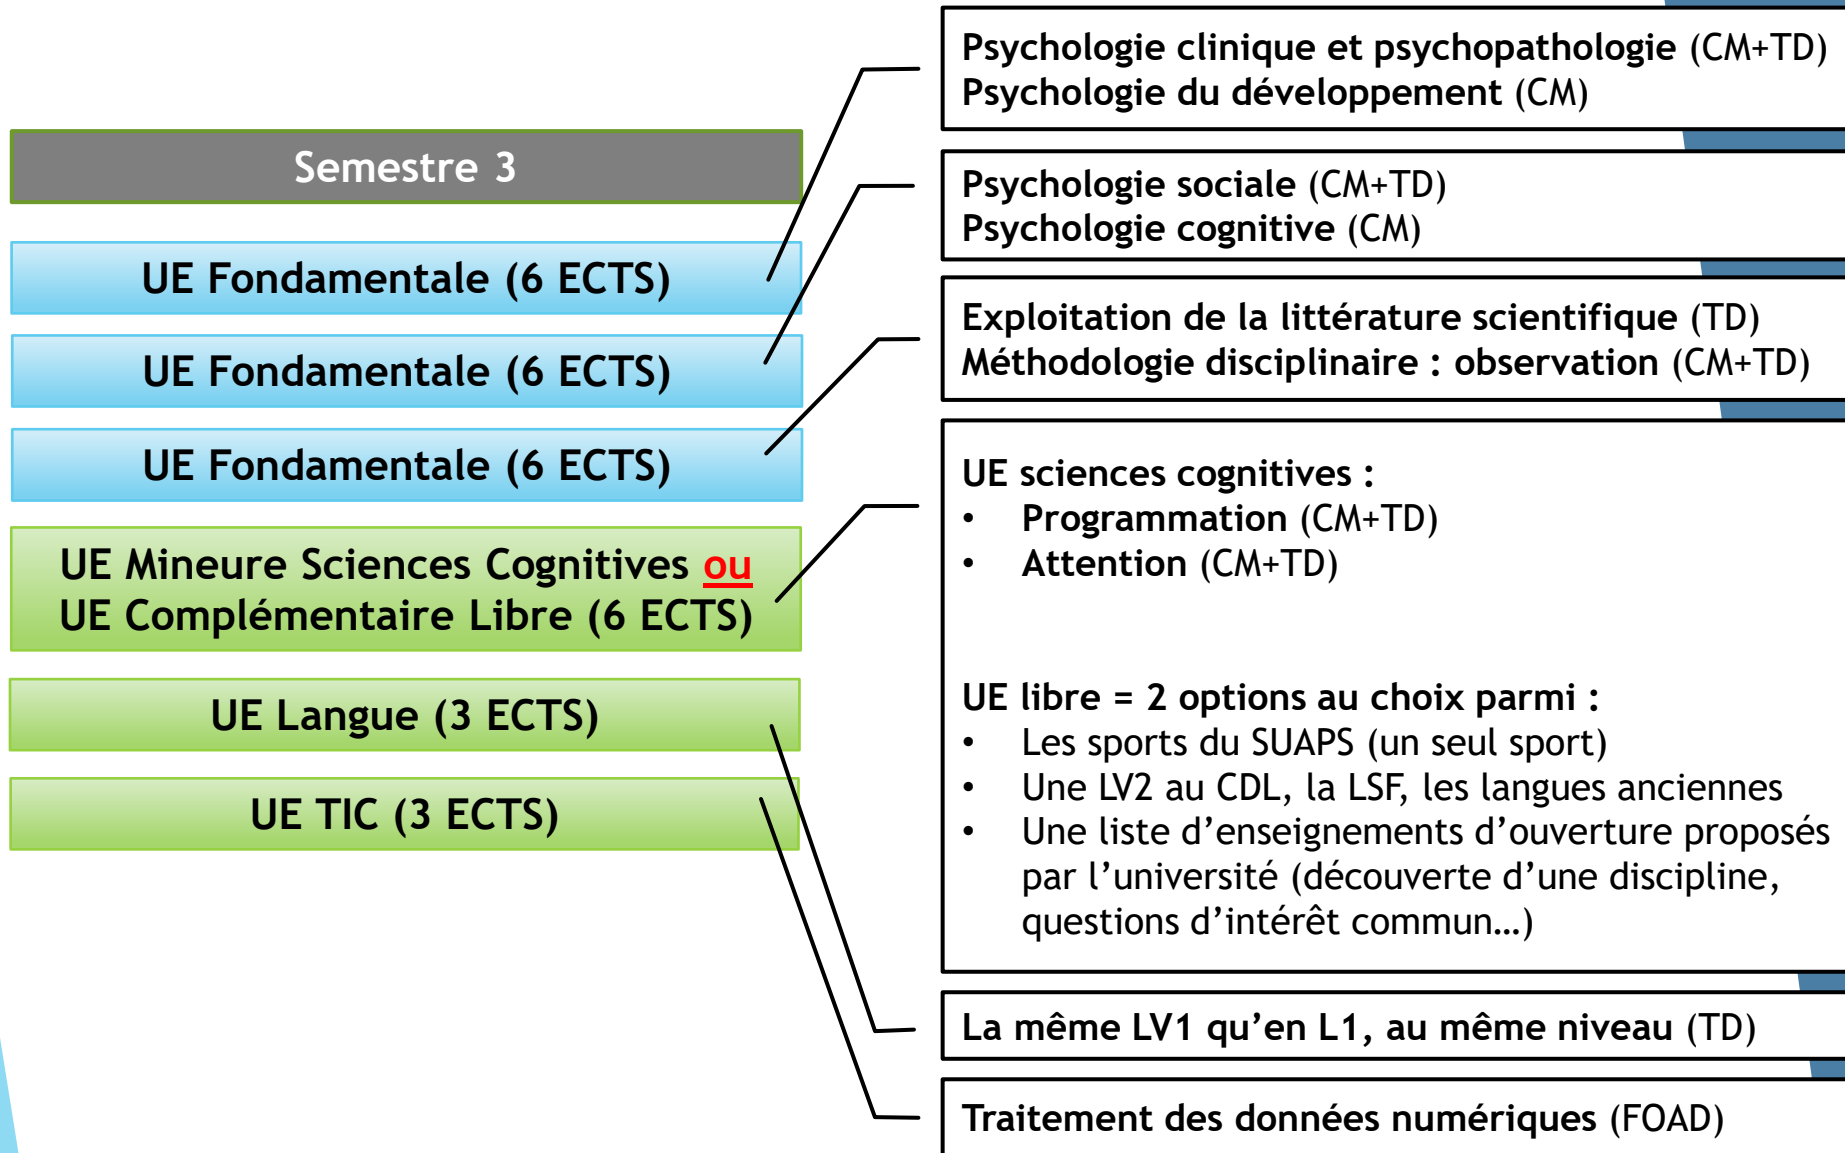 Semestre 3
UE Fondamentale (6 ECTS)
UE Fondamentale (6 ECTS)
UE Fondamentale (6 ECTS)
UE Mineure Sciences Cognitives ou
UE Complémentaire Libre (6 ECTS)
UE Langue (3 ECTS)
UE TIC (3 ECTS)
Psychologie clinique et psychopathologie (CM+TD)
Psychologie du développement (CM)
Psychologie sociale (CM+TD)
Psychologie cognitive (CM)
Exploitation de la littérature scientifique (TD)
Méthodologie disciplinaire : observation (CM+TD)
UE sciences cognitives :
• Programmation (CM+TD)
• Attention (CM+TD)
UE libre = 2 options au choix parmi :
• Les sports du SUAPS (un seul sport)
• Une LV2 au CDL, la LSF, les langues anciennes
• Une liste d’enseignements d’ouverture proposés
par l’université (découverte d’une discipline,
questions d’intérêt commun…)
La même LV1 qu’en L1, au même niveau (TD)
Traitement des données numériques (FOAD)